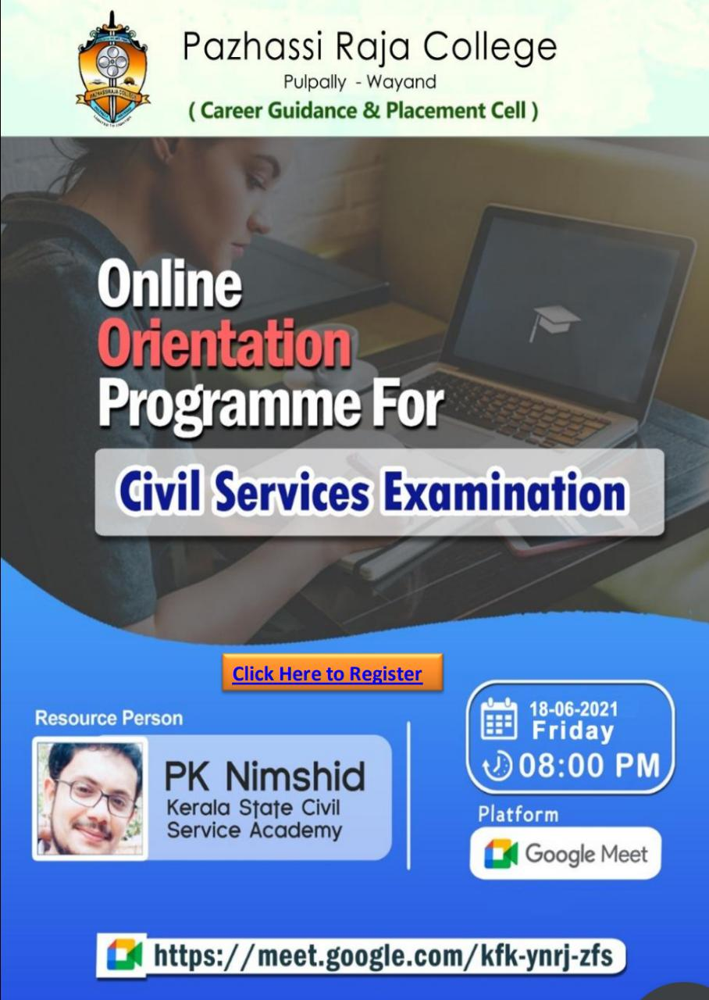 Pazhassi Raja College
Pulpally - Wayand
( Career Guidance & Placement Cell )
PAZHASSIRAJA COLLEGE
Online
Orientation
Programme For
Civil Services Examination
Click Here to Register
Resource Person
PK Nimshid
Kerala State Civil
Service Academy
18-06-2021
Friday
08:00 PM
Platform
Google Meet
https://meet.google.com/kfk-ynrj-zfs